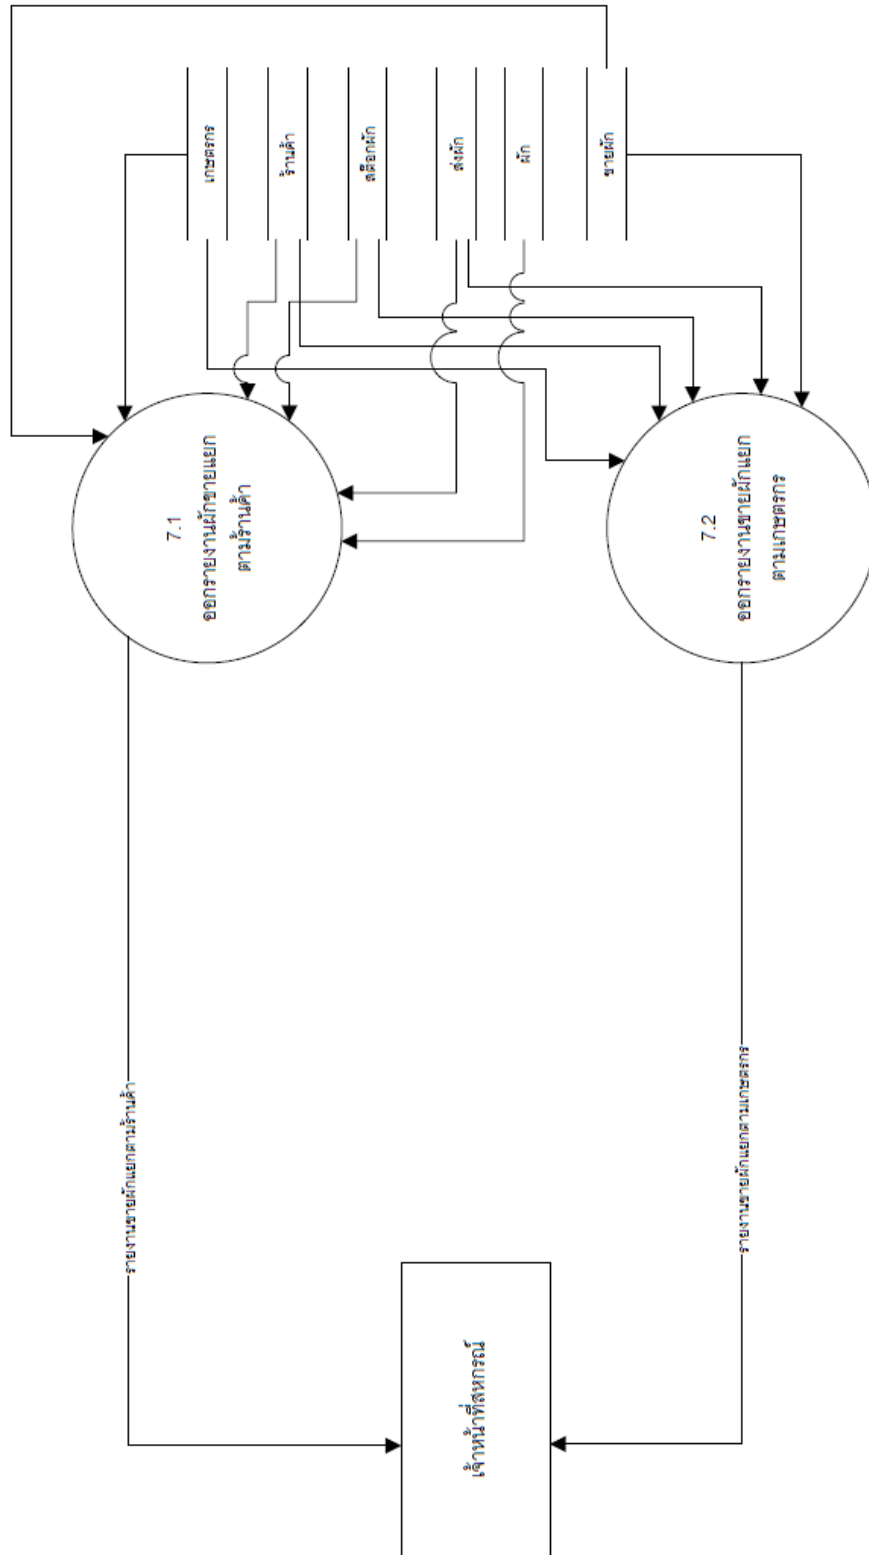 เกษตรกร
ร้านค้า
สต๊อกผัก
ส่งผัก
ผัก
ขายผัก
7.1
ออกรายงานผักขายแยก
ตามร้านค้า
7.2
ออกรายงานขายผักแยก
ตามเกษตรกร
รายงานขายผักแยกตามร้านค้า
รายงานขายผักแยกตามเกษตรกร
เจ้าหน้าที่สหกรณ์